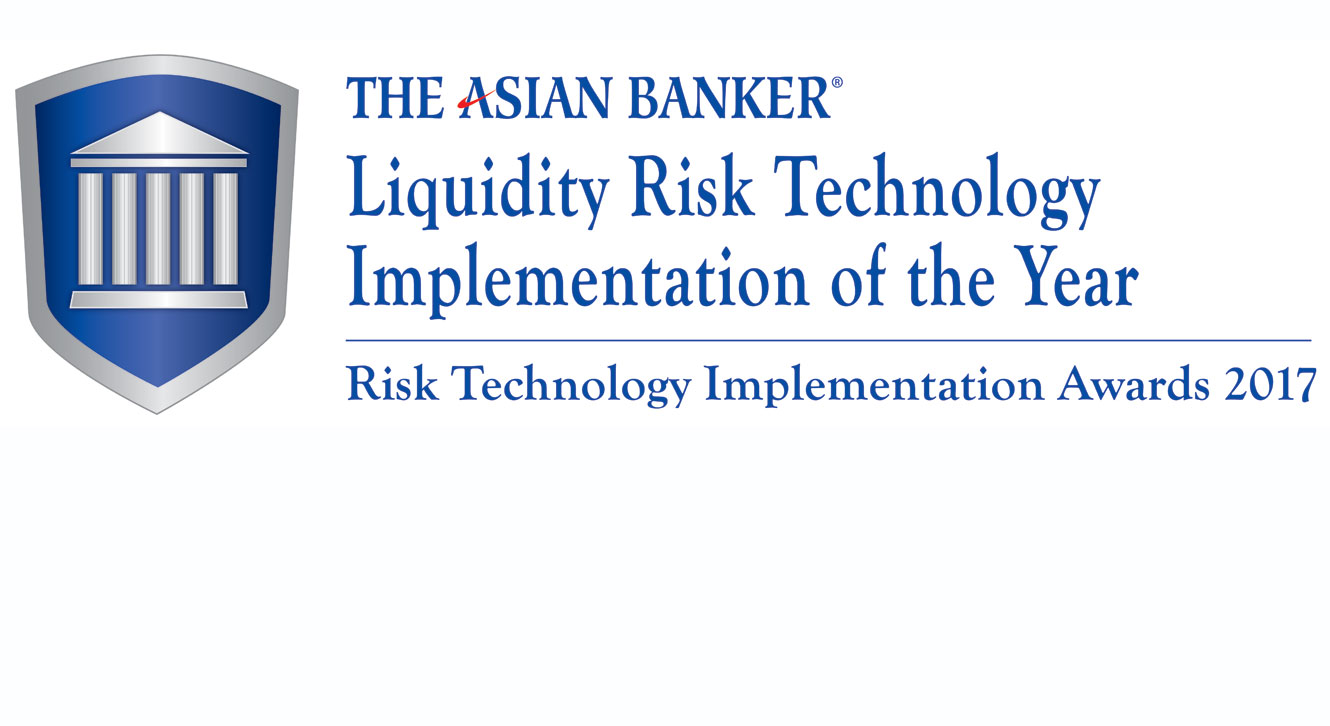 THE ASIAN BANKER®
Liquidity Risk Technology
Implementation of the Year
Risk Technology Implementation Awards 2017